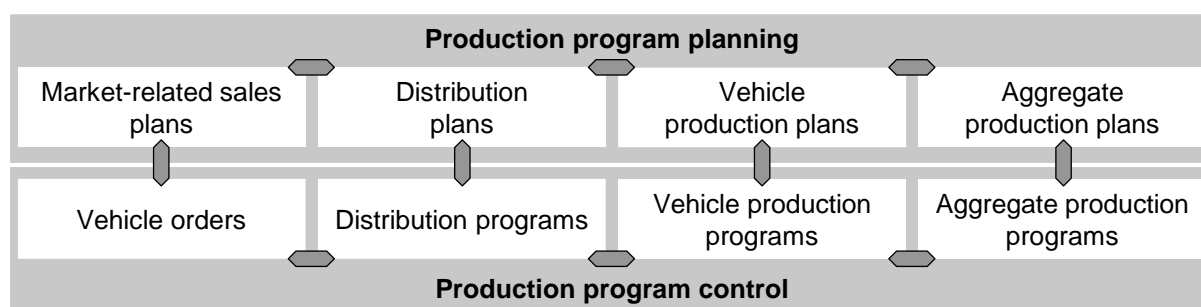 Production program planning
Market-related sales
plans
Distribution
plans
Vehicle
production plans
Aggregate
production plans
Vehicle orders
Distribution programs
Vehicle production
programs
Aggregate production
programs
Production program control